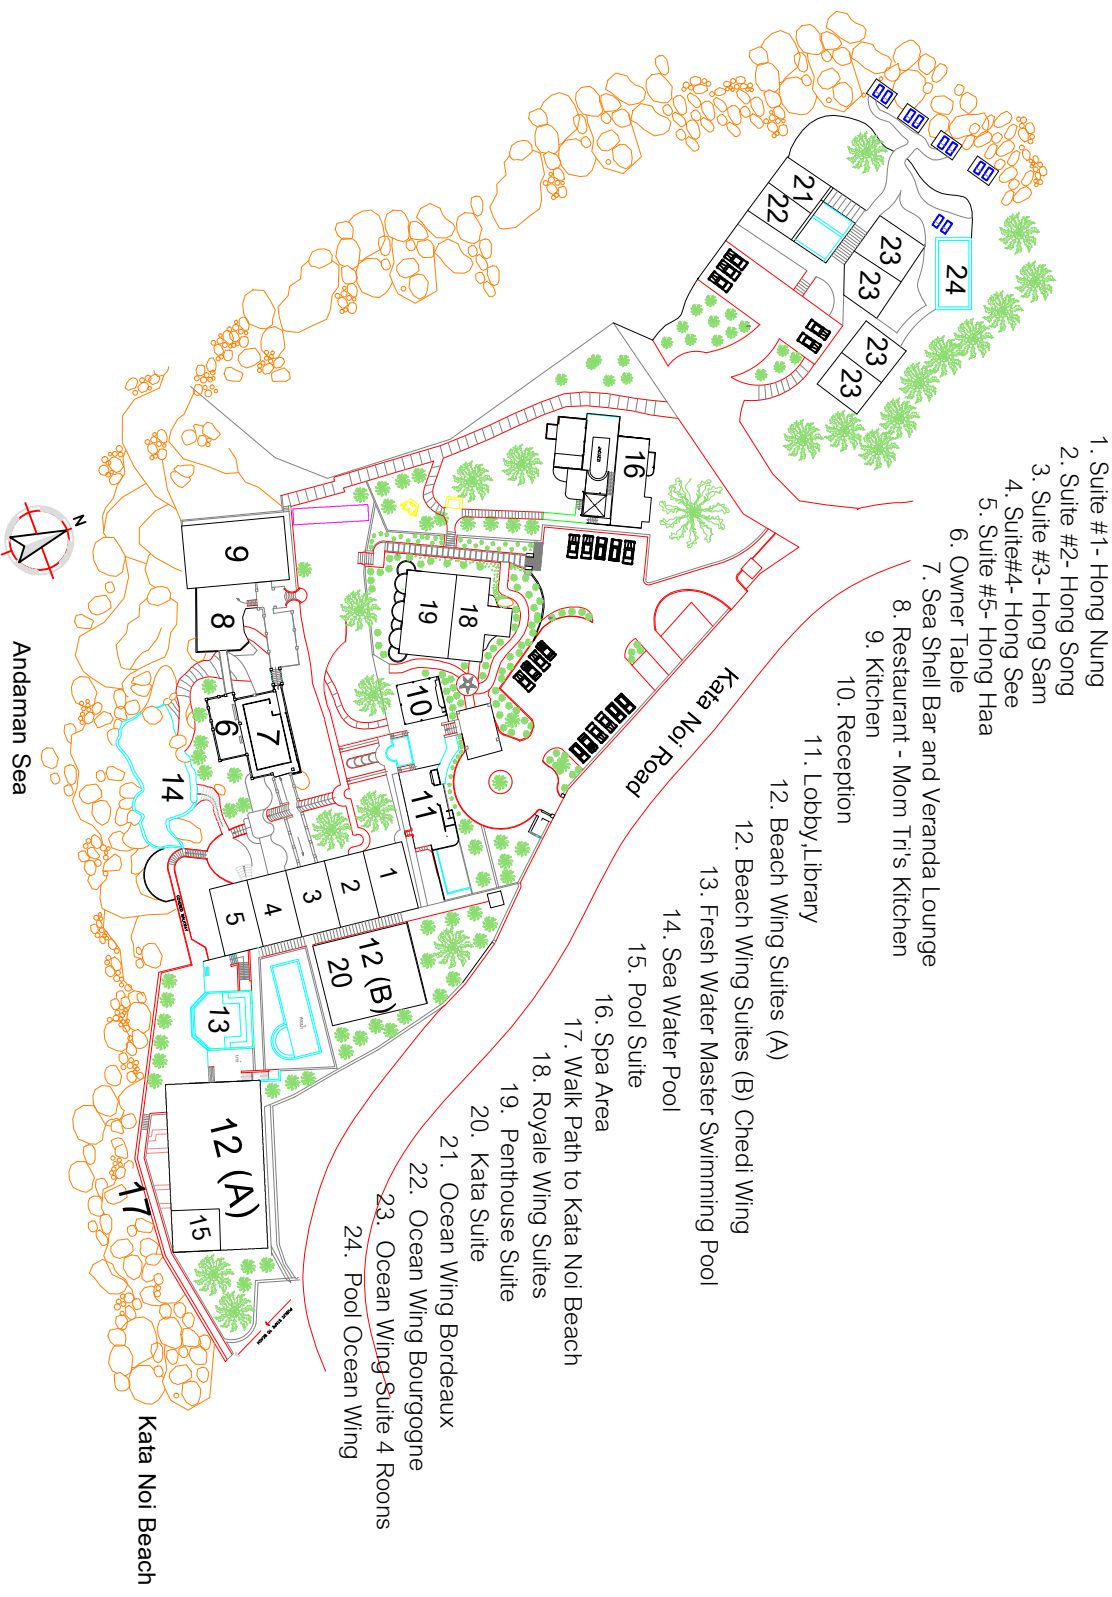 1. Suite #1- Hong Nung
2. Suite #2- Hong Song
3. Suite #3- Hong Sam
4. Suite#4- Hong See
5. Suite #5- Hong Haa
6. Owner Table
7. Sea Shell Bar and Veranda Lounge
8. Restaurant - Mom Tri's Kitchen
9. Kitchen
10. Reception
11. Lobby,Library
12. Beach Wing Suites (A)
12. Beach Wing Suites (B) Chedi Wing
13. Fresh Water Master Swimming Pool
14. Sea Water Pool
15. Pool Suite
16. Spa Area
17. Walk Path to Kata Noi Beach
18. Royale Wing Suites
19. Penthouse Suite
20. Kata Suite
21. Ocean Wing Bordeaux
22. Ocean Wing Bourgogne
23. Ocean Wing Suite 4 Roons
24. Pool Ocean Wing
Kata Noi Road
Andaman Sea
Kata Noi Beach
N
21
22
23
23
24
23
23
16
9
8
19
18
10
6
7
11
14
1
2
3
4
5
12 (B)
20
13
12 (A)
15
17
PUBLIC STAIR TO BEACH